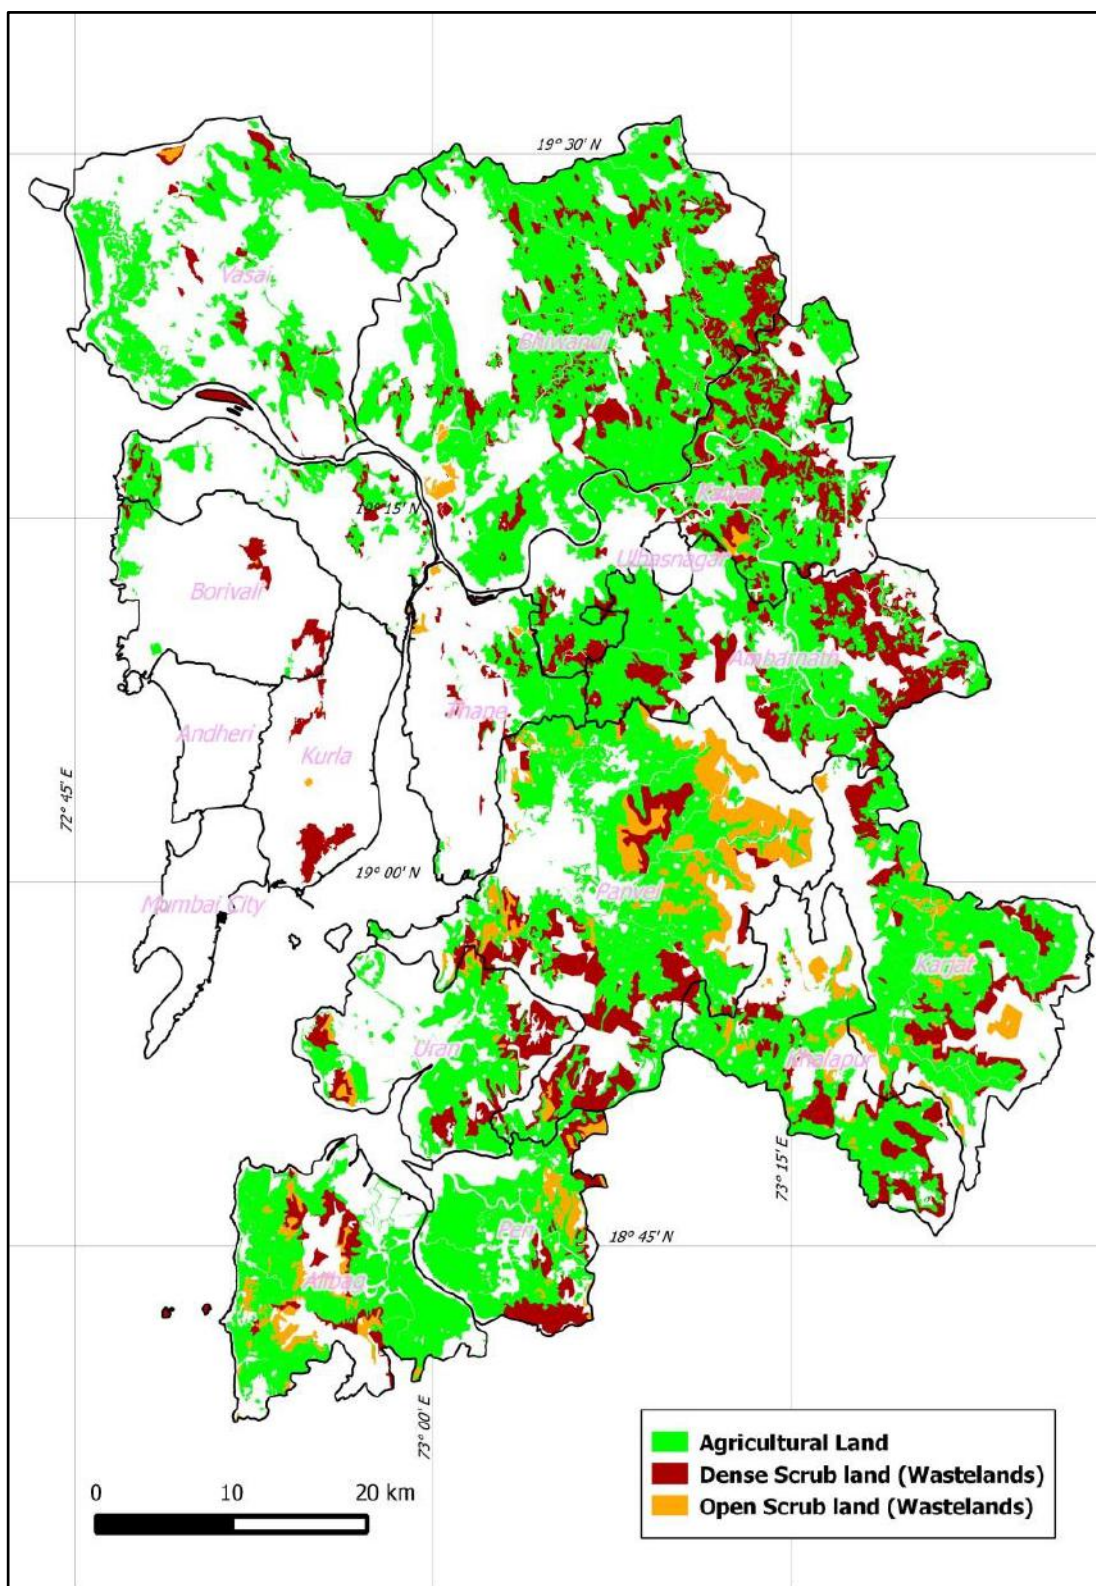 19° 30' N
Vasai
Bhiwandi
Kalyan
19° 15' N
Ulhasnagar
Borivali
Ambarnath
Thane
Andheri
Kurla
72° 45' E
19° 00' N
Panvel
Mumbai City
Karjat
Uran
Khalapur
73° 15' E
Pen
18° 45' N
Alibag
73° 00' E
Agricultural Land
Dense Scrub land (Wastelands)
Open Scrub land (Wastelands)
0 10 20 km